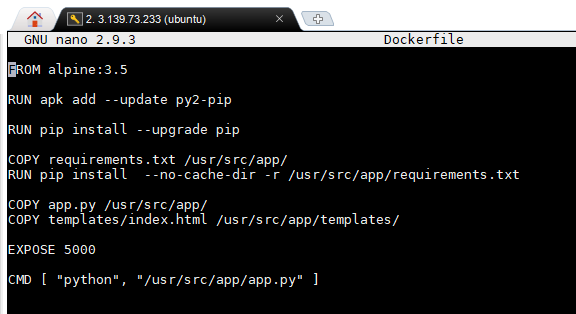 2. 3.139.73.233 (ubuntu)
GNU nano 2.9.3 Dockerfile
FROM alpine:3.5
RUN apk add --update py2-pip
RUN pip install --upgrade pip
COPY requirements.txt /usr/src/app/
RUN pip install  --no-cache-dir -r /usr/src/app/requirements.txt
COPY app.py /usr/src/app/
COPY templates/index.html /usr/src/app/templates/
EXPOSE 5000
CMD [ "python", "/usr/src/app/app.py" ]